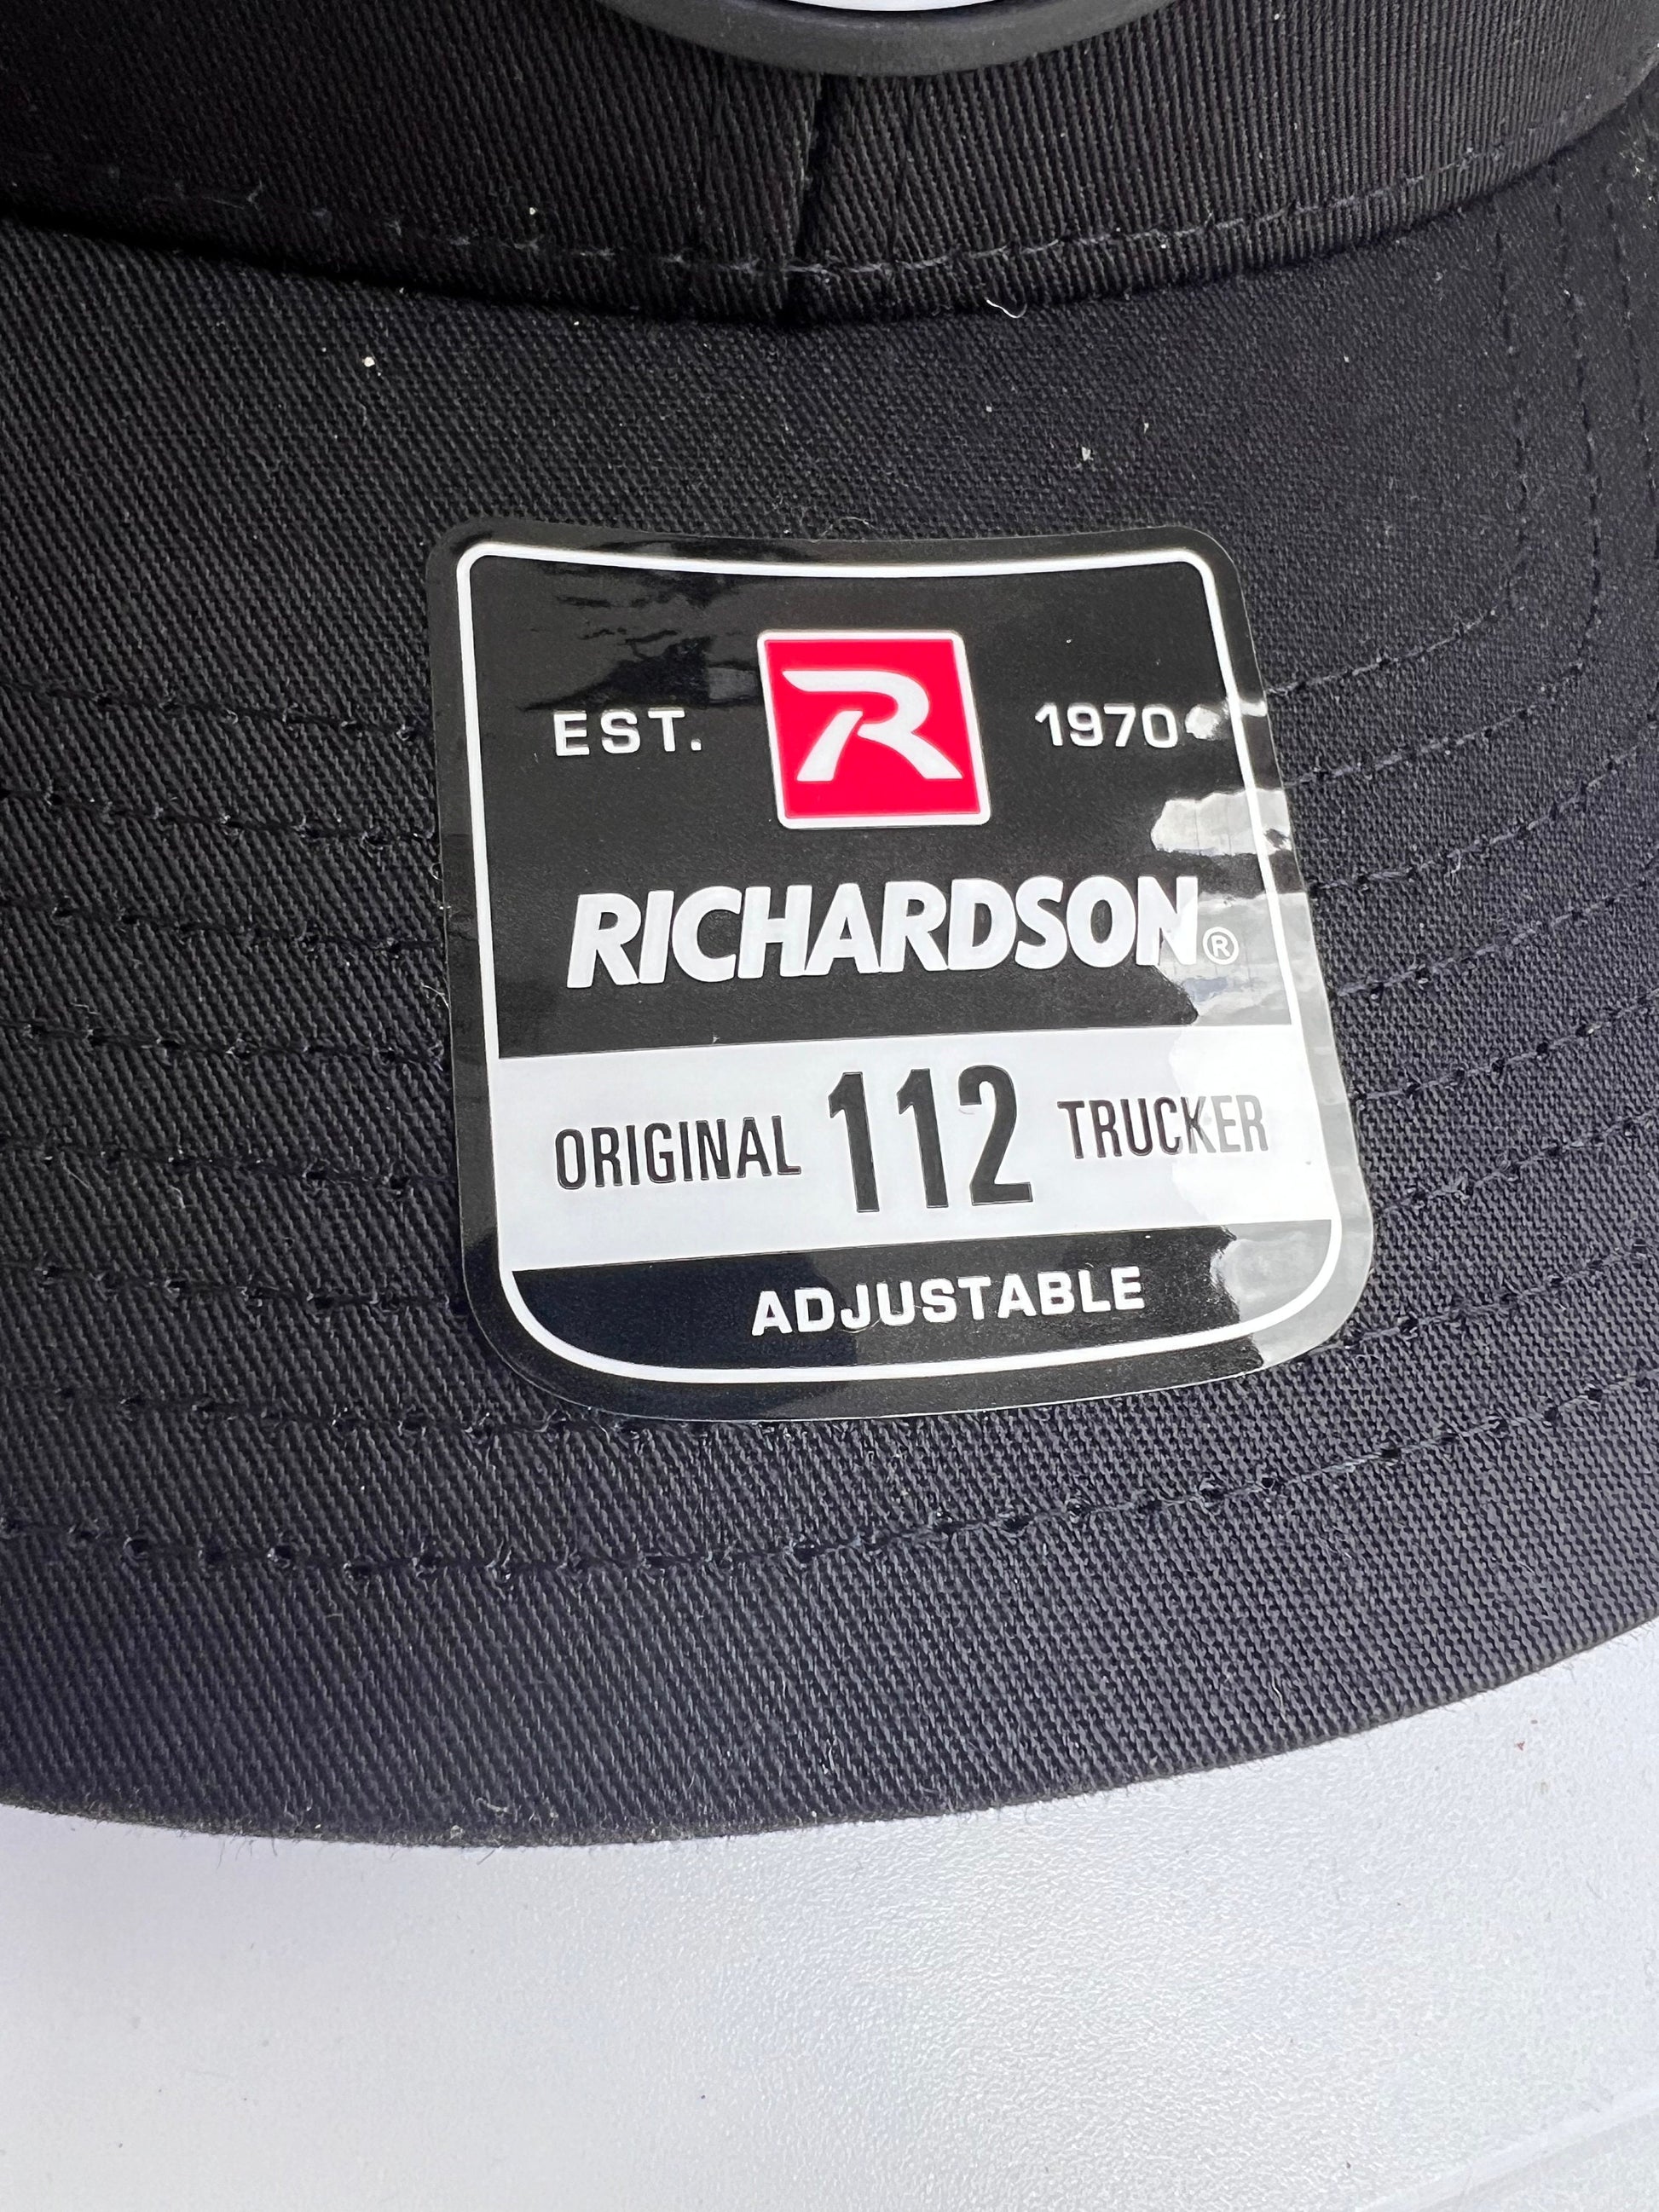 EST. R 1970
RICHARDSON®
ORIGINAL 112 TRUCKER
ADJUSTABLE